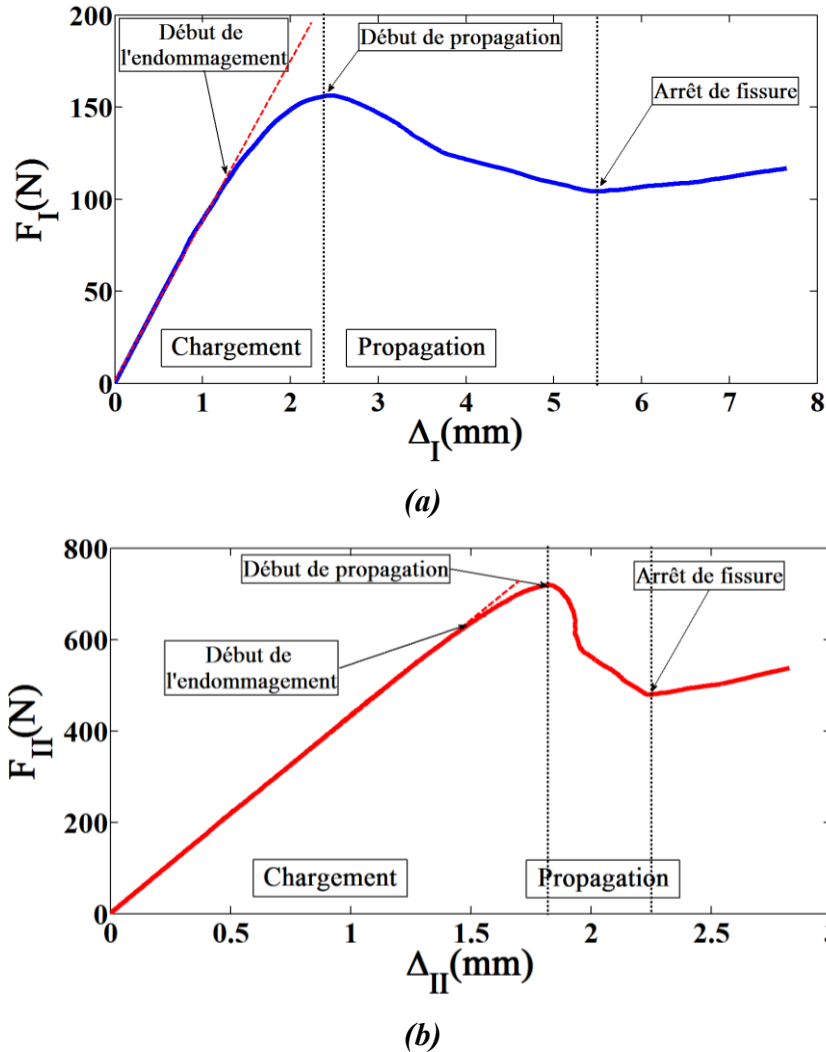 200
150
100
50
0
F_I(N)
Début de
l'endommagement
Début de propagation
Arrêt de fissure
Chargement
Propagation
0 1 2 3 4 5 6 7 8
Δ_I(mm)
(a)
800
600
400
200
0
F_II(N)
Début de propagation
Arrêt de fissure
Début de
l'endommagement
Chargement
Propagation
0 0.5 1 1.5 2 2.5
Δ_II(mm)
(b)